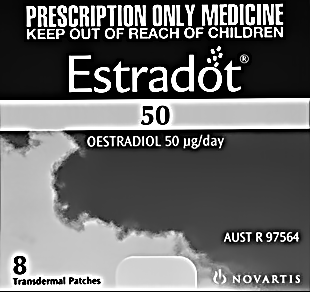 PRESCRIPTION ONLY MEDICINE
KEEP OUT OF REACH OF CHILDREN
Estradot®
50
OESTRADIOL 50 µg/day
AUST R 97564
8
Transdermal Patches
NOVARTIS